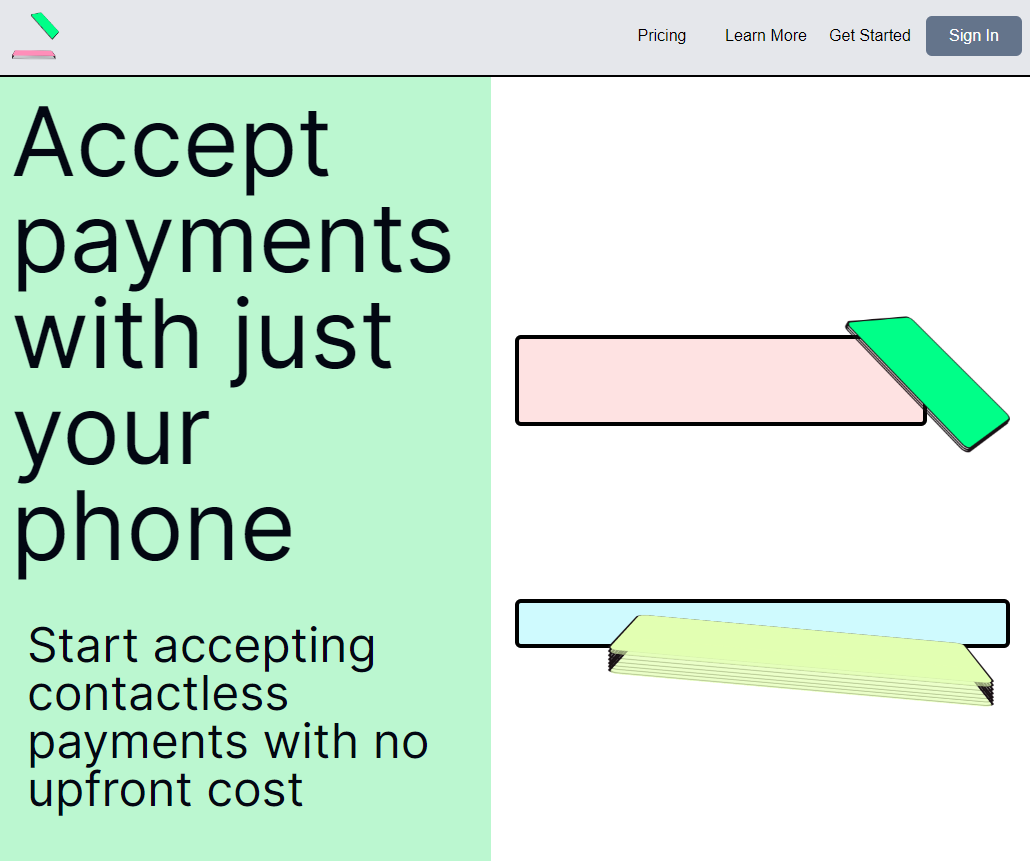 Pricing Learn More Get Started Sign In
Accept
payments
with just
your
phone
Start accepting
contactless
payments with no
upfront cost